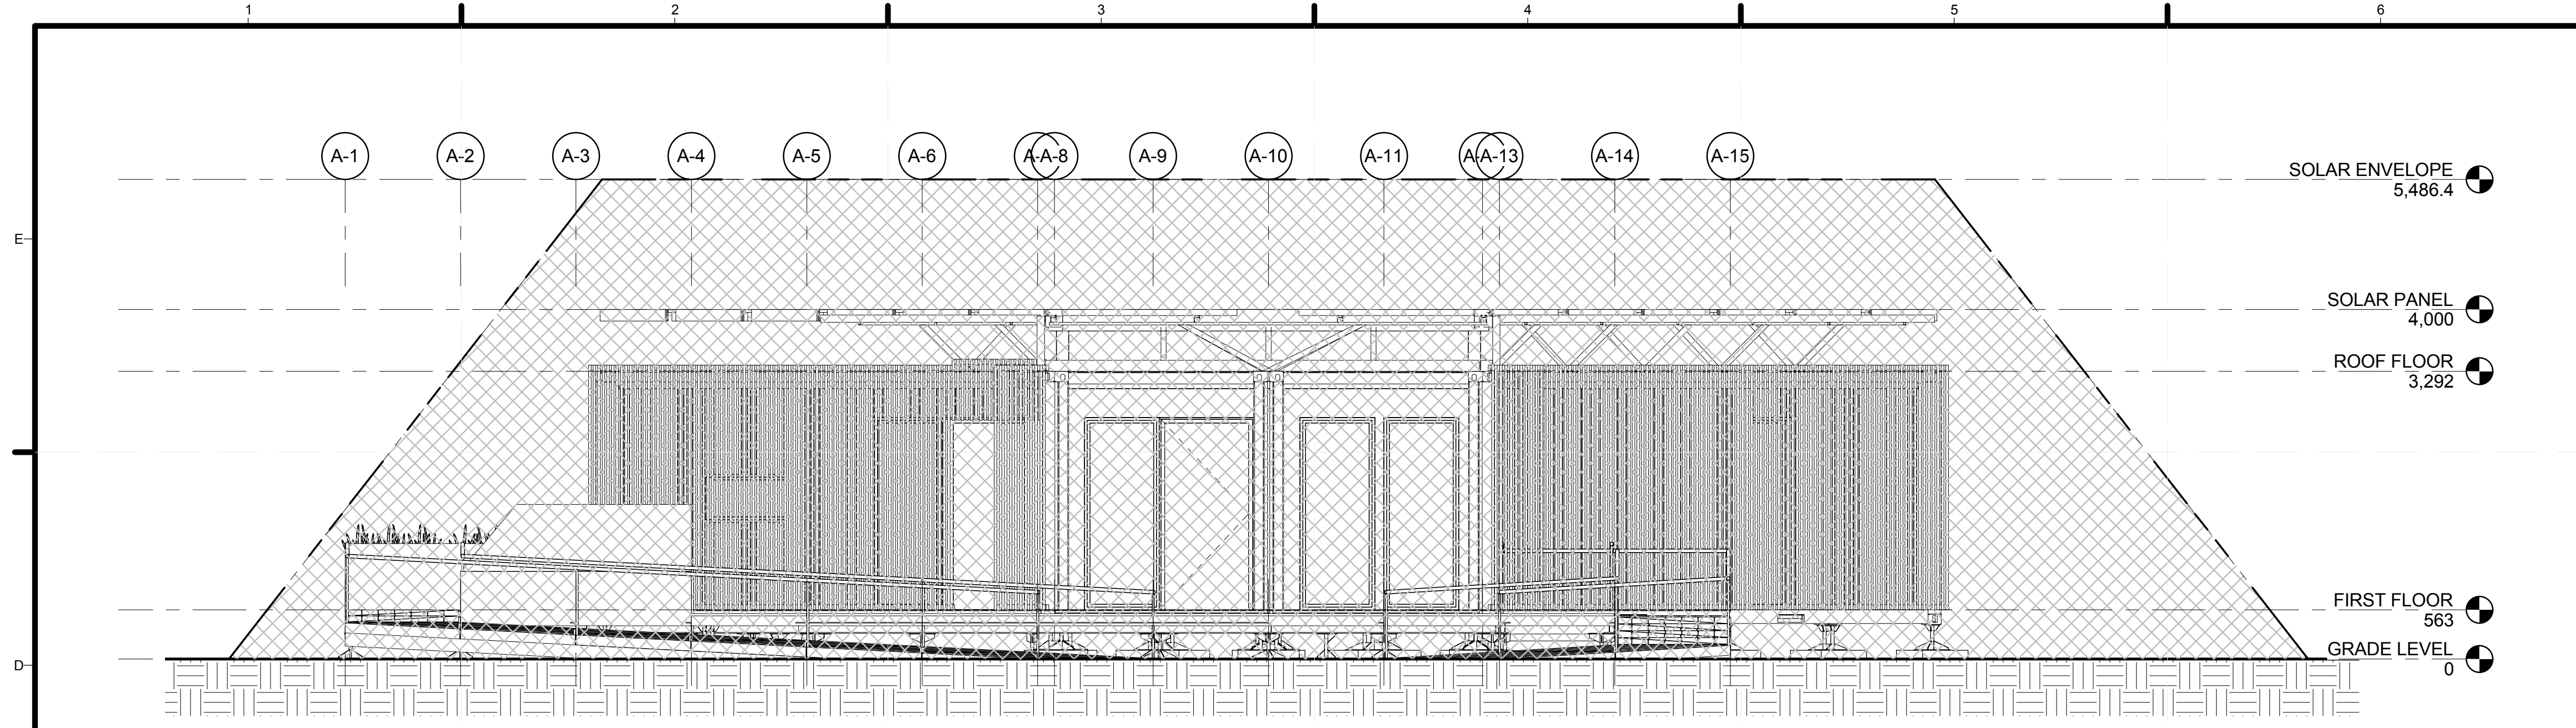 1 2 3 4 5 6
A-1 A-2 A-3 A-4 A-5 A-6 A-8 A-9 A-10 A-11 A-13 A-14 A-15
SOLAR ENVELOPE
5,486.4
E
SOLAR PANEL
4,000
ROOF FLOOR
3,292
FIRST FLOOR
563
GRADE LEVEL
0
D